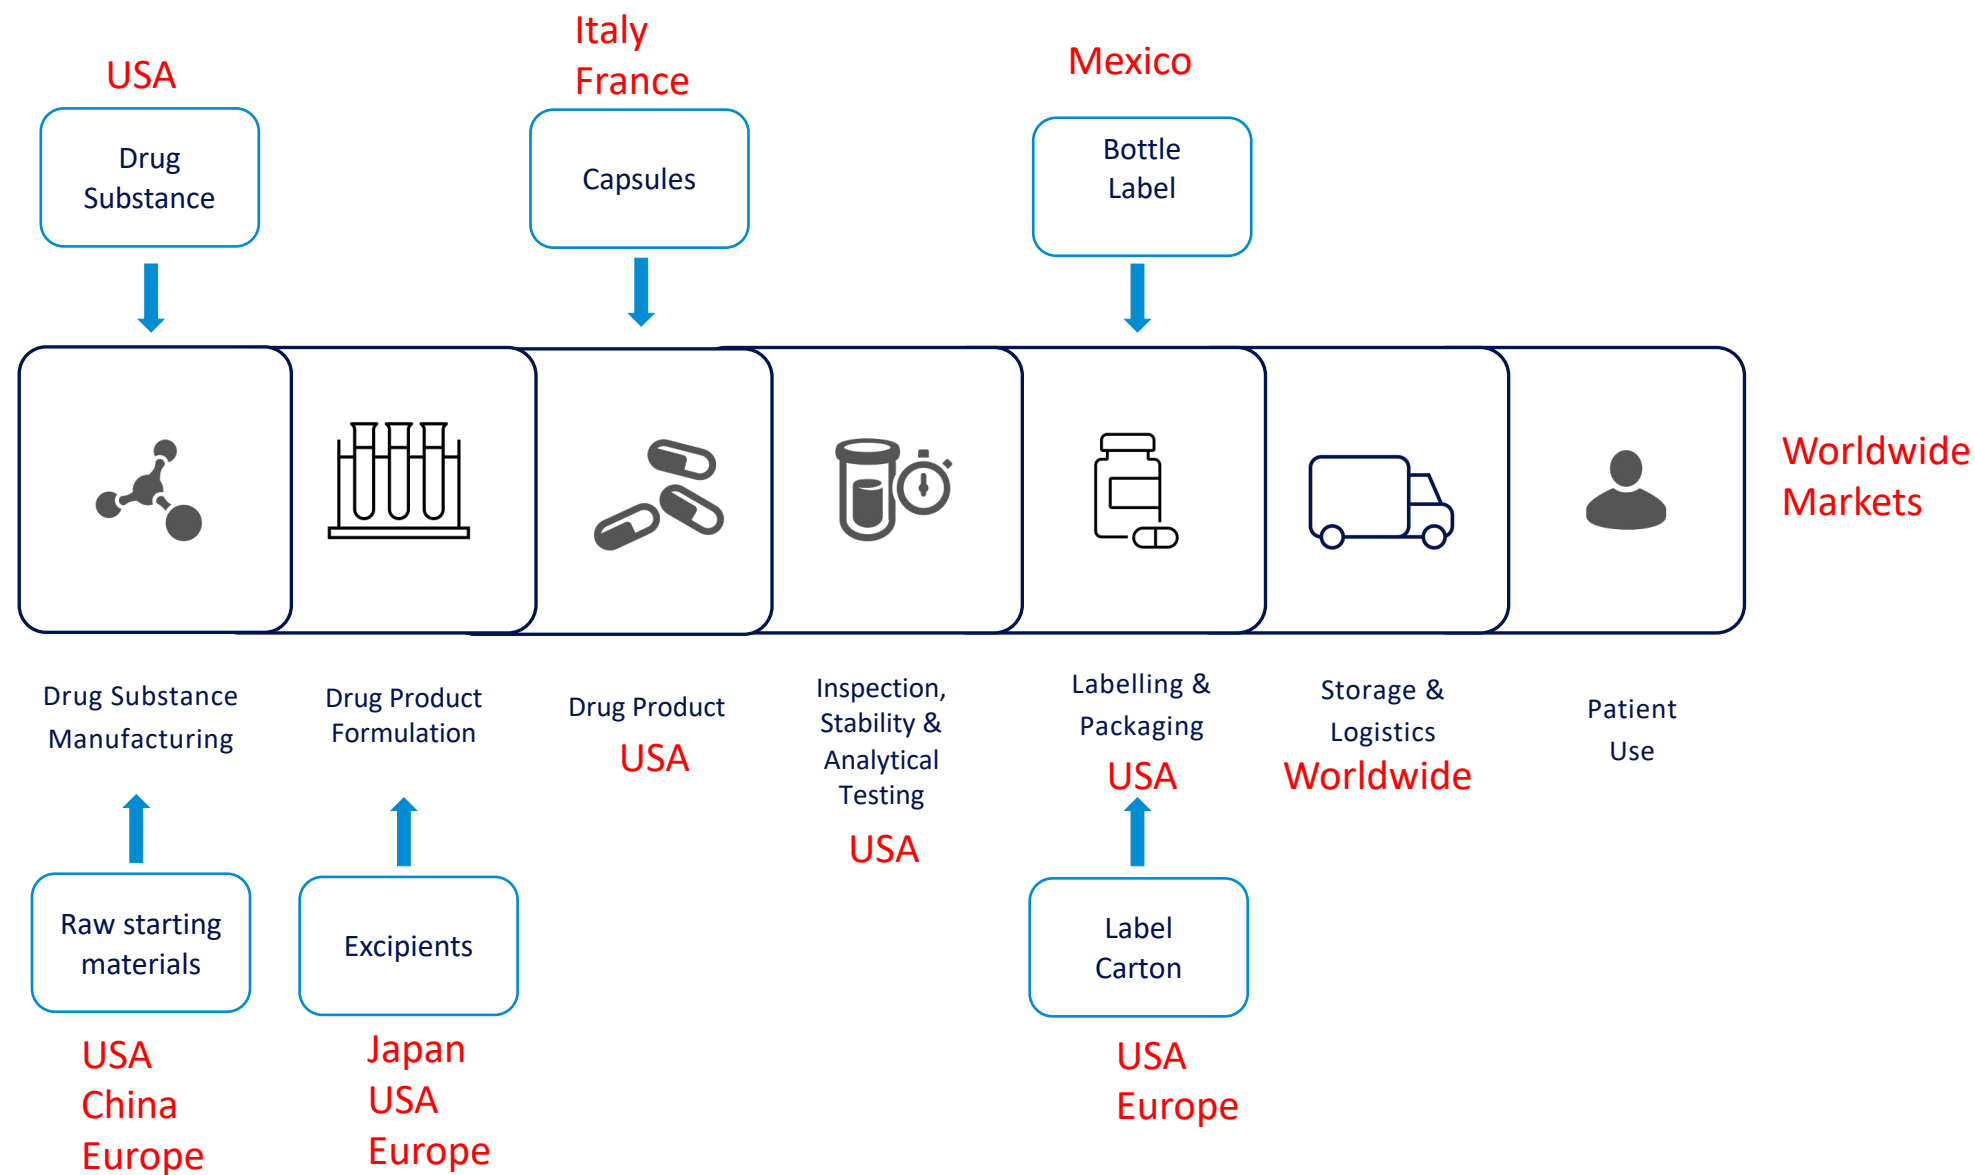 USA
Drug
Substance
Italy
France
Capsules
Mexico
Bottle
Label
Worldwide
Markets
Drug Substance
Manufacturing
Drug Product
Formulation
Drug Product
USA
Inspection,
Stability &
Analytical
Testing
USA
Labelling &
Packaging
USA
Storage &
Logistics
Worldwide
Patient
Use
Raw starting
materials
USA
China
Europe
Excipients
Japan
USA
Europe
Label
Carton
USA
Europe